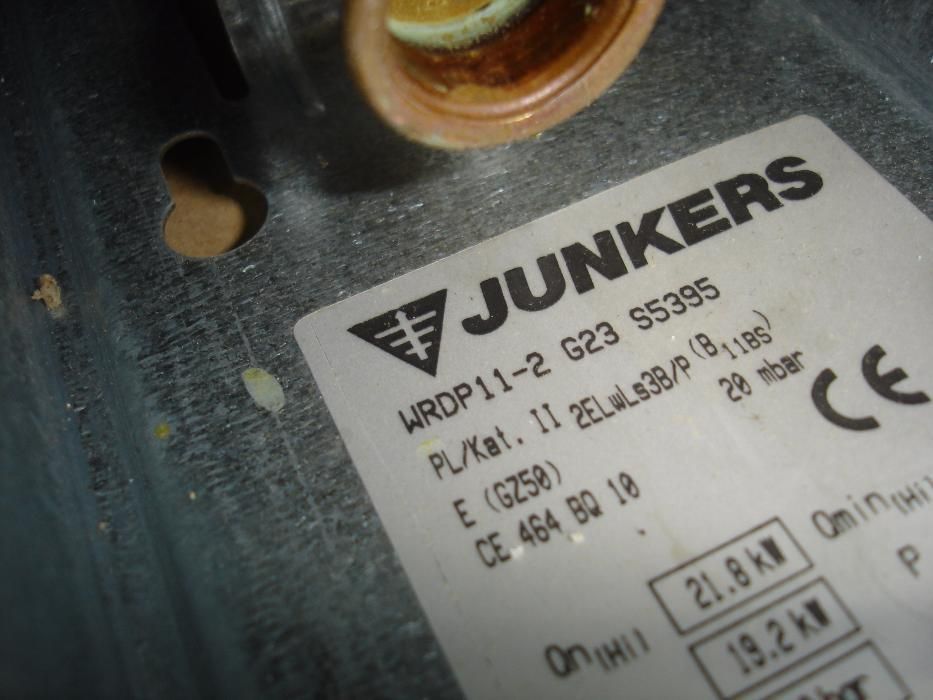 JUNKERS
WRDP11-2 G23 S5395
PL/Kat. II 2ELwLs3B/P (B11BS)
E (GZ50) 20 mbar
CE 464 BQ 10
CE
21.8 kW Qmin(Hi)
Qn(Hi) 19.2 kW P